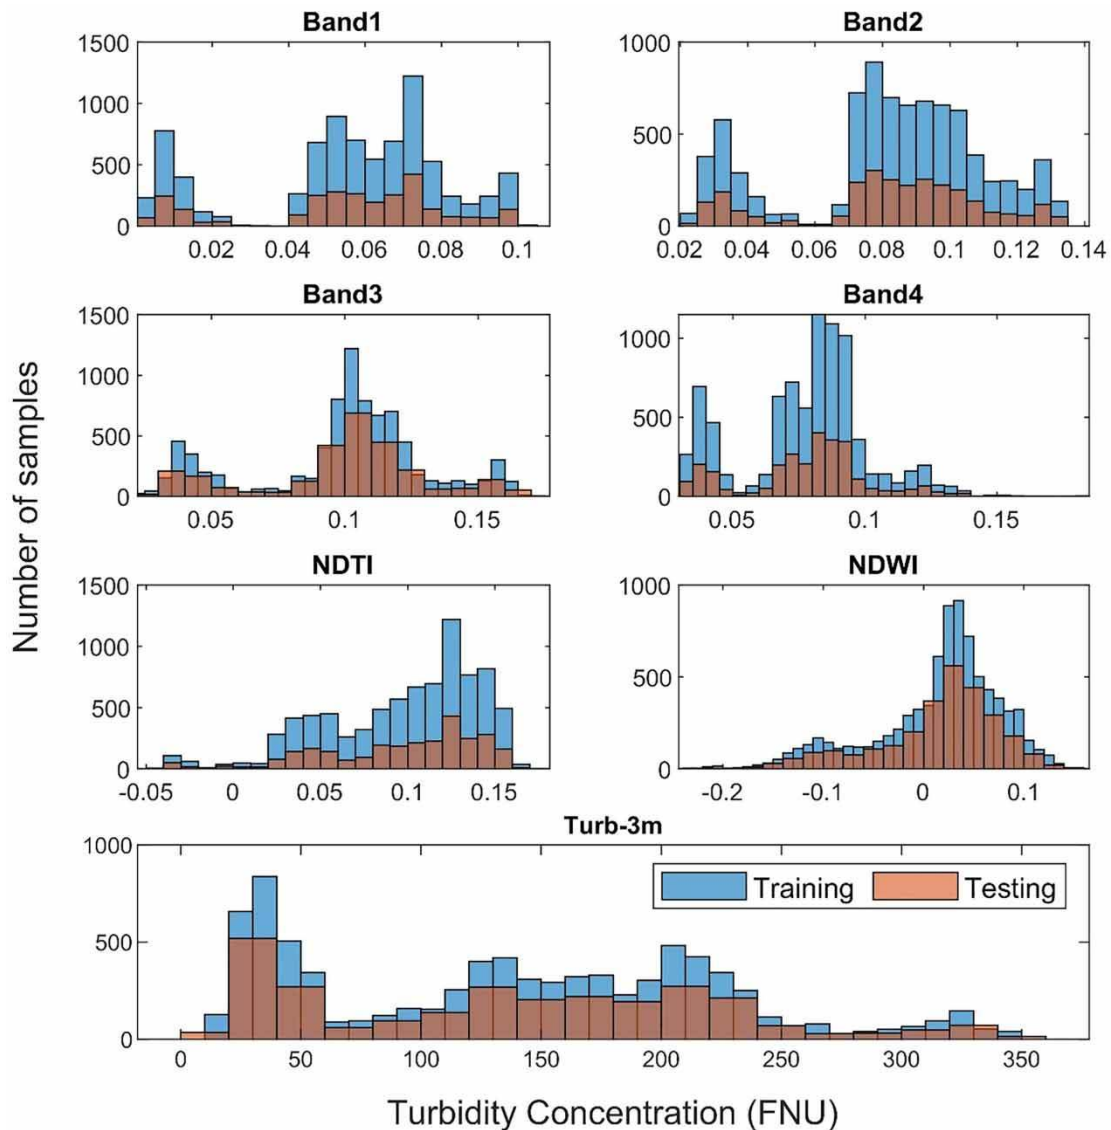 Band1
1500
1000
500
0
0.02 0.04 0.06 0.08 0.1
Band2
1000
500
0
0.02 0.04 0.06 0.08 0.1 0.12 0.14
Band3
1500
1000
500
0
0.05 0.1 0.15
Band4
1000
500
0
0.05 0.1 0.15
Number of samples
NDTI
1500
1000
500
0
-0.05 0 0.05 0.1 0.15
NDWI
1000
500
0
-0.2 -0.1 0 0.1
Turb-3m
1000
500
0
Training Testing
0 50 100 150 200 250 300 350
Turbidity Concentration (FNU)